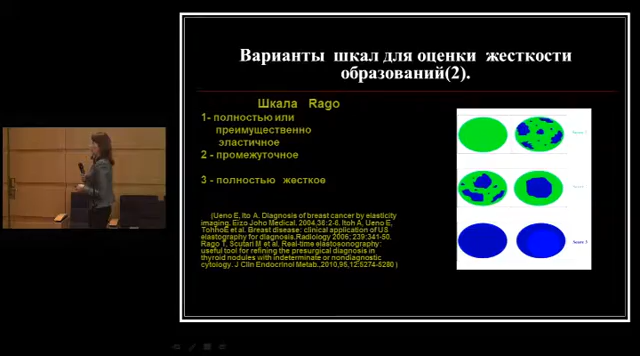 Варианты шкал для оценки жесткости
образований(2).
Шкала Rago
1- полностью или
преимущественно
эластичное
2 - промежуточное
3 - полностью жесткое
(Ueno E, Ito A. Diagnosis of breast cancer by elasticity
imaging. Eizo Joho Medical. 2004,36:2-6. Itoh A, Ueno E,
TohnoE et al. Breast disease: clinical application of US
elastography for diagnosis.Radiology 2006; 239:341-50.
Rago T, Scutari M et al. Real-time elastosonography:
useful tool for refining the presurgical diagnosis in
thyroid nodules with indeterminate or nondiagnostic
cytology. J Clin Endocrinol Metab.,2010,95,12:5274-5280 )
Score 3